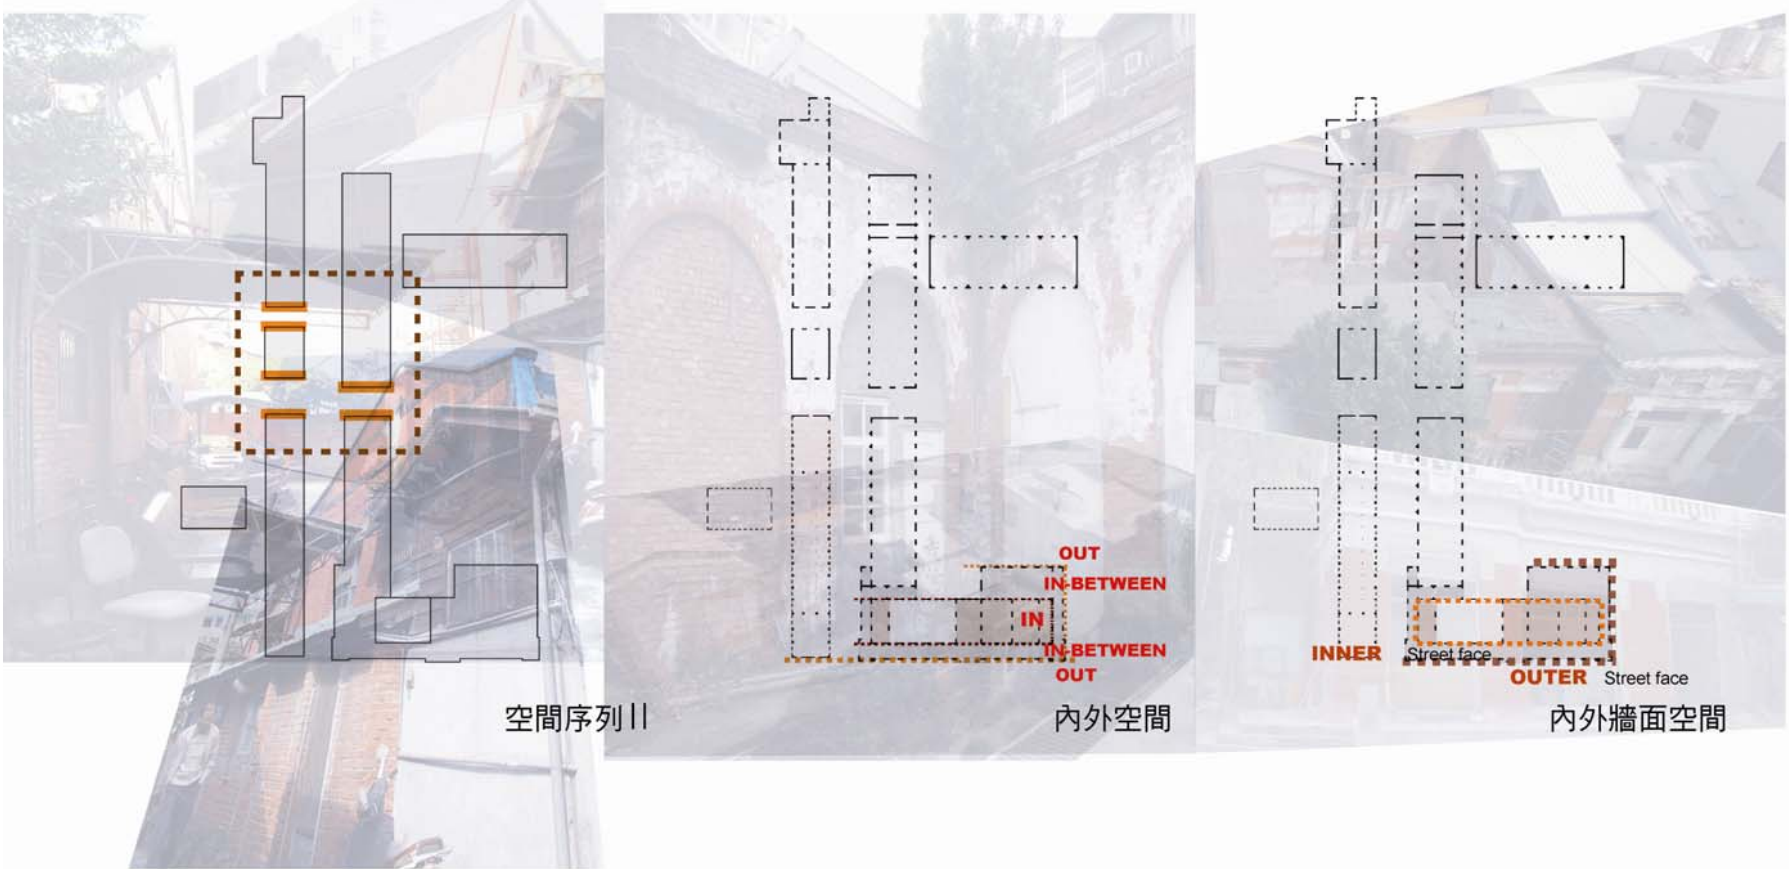 空間序列II
OUT
IN-BETWEEN
IN
IN-BETWEEN
OUT
內外空間
INNER Street face
OUTER Street face
內外牆面空間